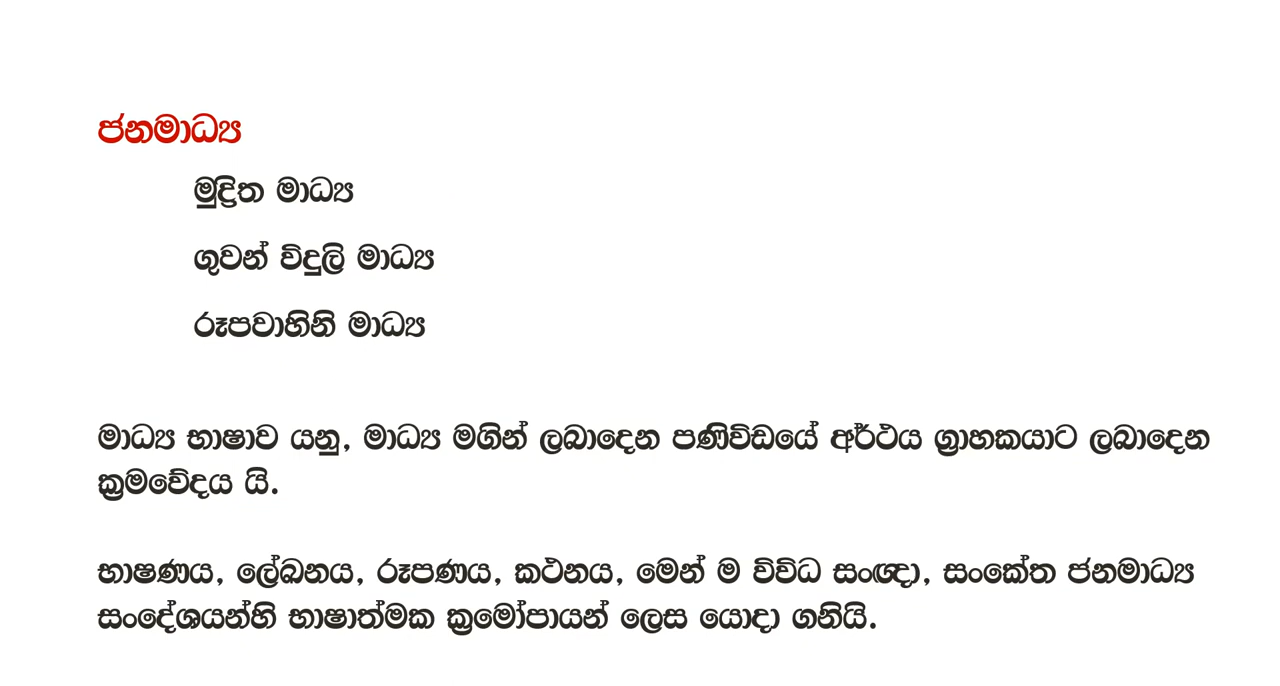 ජනමාධ්‍ය
මුද්‍රිත මාධ්‍ය
ගුවන් විදුලි මාධ්‍ය
රූපවාහිනි මාධ්‍ය
මාධ්‍ය භාෂාව යනු, මාධ්‍ය මගින් ලබාදෙන පණිවිඩයේ අර්ථය ග්‍රාහකයාට ලබාදෙන
ක්‍රමවේදය යි.
භාෂණය, ලේඛනය, රූපණය, කථනය, මෙන් ම විවිධ සංඥා, සංකේත ජනමාධ්‍ය
සංදේශයන්හි භාෂාත්මක ක්‍රමෝපායන් ලෙස යොදා ගනියි.